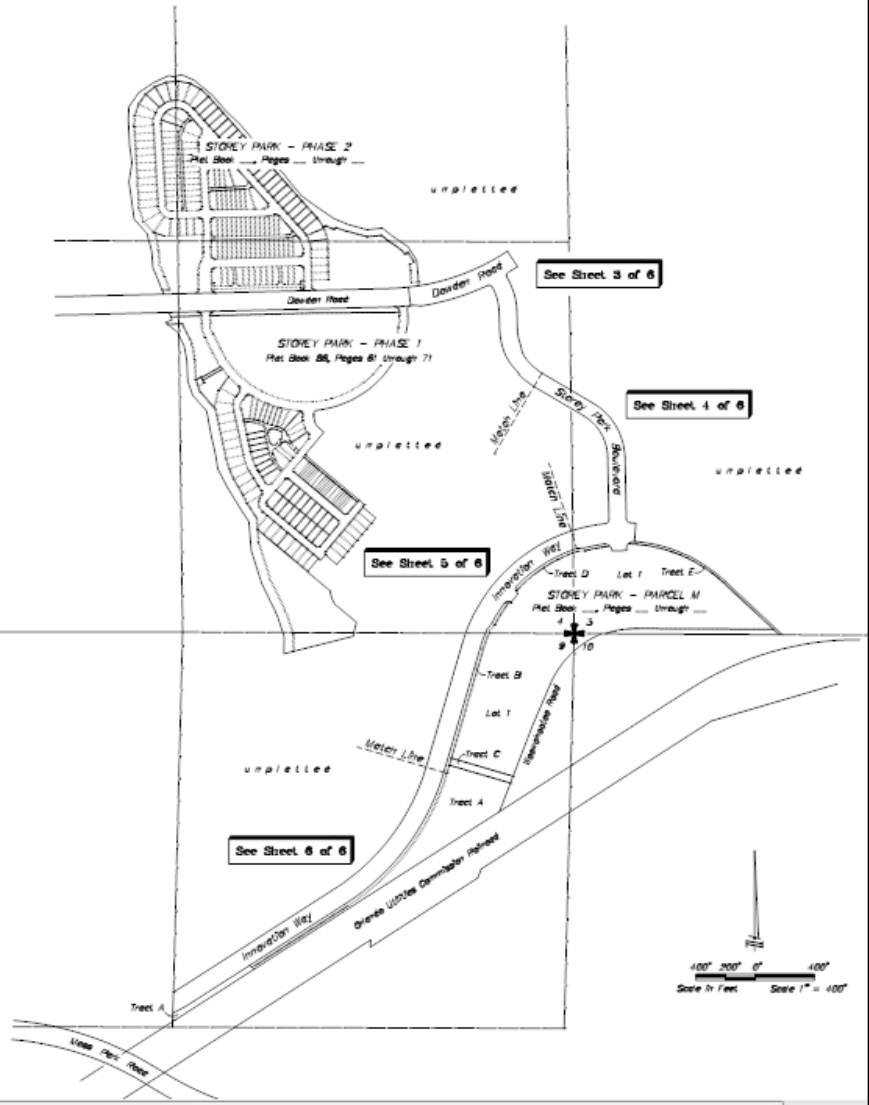 STOREY PARK - PHASE 2
Plat Book ___, Pages ___ through ___
unplatted
See Sheet 3 of 6
Dowden Road
Dowden Road
STOREY PARK - PHASE 1
Plat Book 86, Pages 61 through 71
Match Line
Storey Park
Boulevard
See Sheet 4 of 6
unplatted
unplatted
Match Line
See Sheet 5 of 6
Innovation Way
Tract D
Lot 1
Tract E
STOREY PARK - PARCEL M
Plat Book ___, Pages ___ through ___
4 3
9 10
Tract B
Lot 1
Match Line
Tract C
unplatted
Tract A
See Sheet 6 of 6
Orlando Utilities Commission Railroad
Innovation Way
400' 200' 0' 400'
Scale in Feet
Scale 1" = 400'
Tract A
Moss Park Road